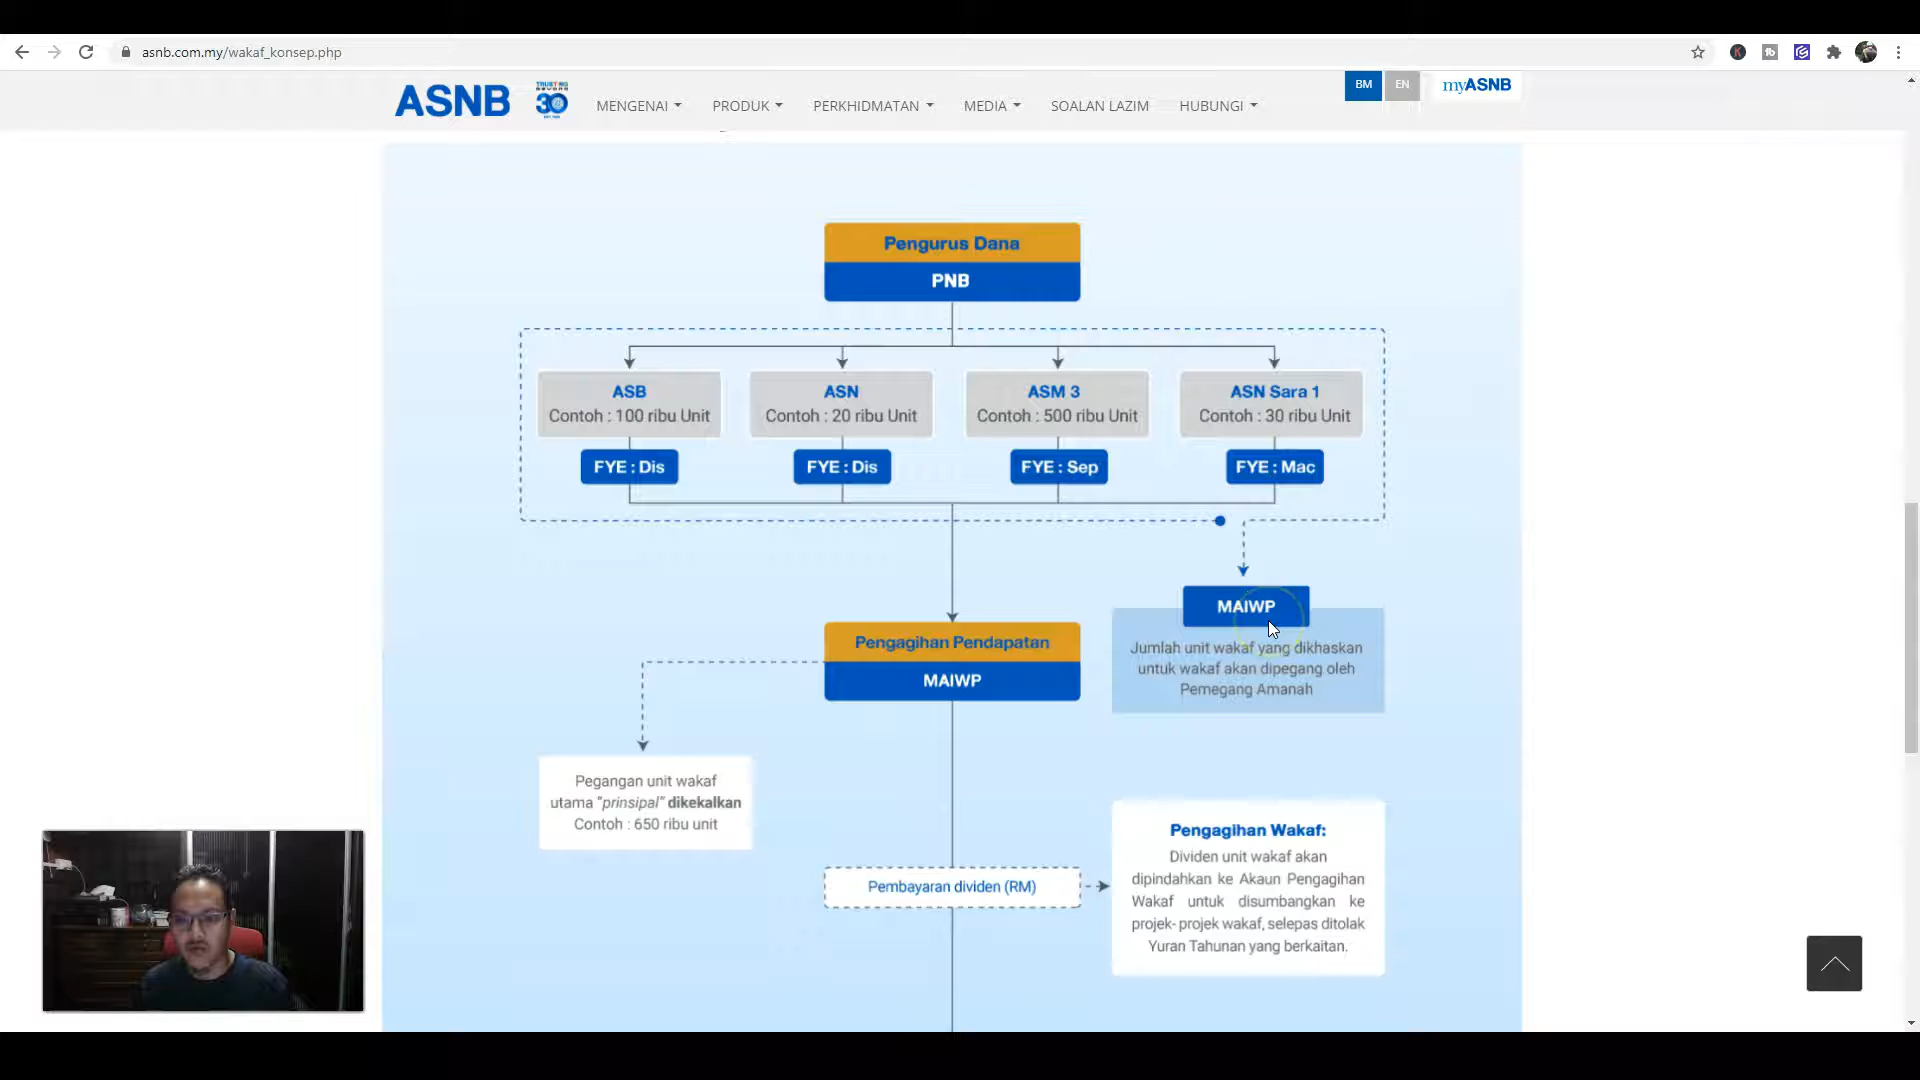 asnb.com.my/wakaf_konsep.php
ASNB
30
MENGENAI
PRODUK
PERKHIDMATAN
MEDIA
SOALAN LAZIM
HUBUNGI
BM
EN
myASNB
Pengurus Dana
PNB
ASB
Contoh : 100 ribu Unit
ASN
Contoh : 20 ribu Unit
ASM 3
Contoh : 500 ribu Unit
ASN Sara 1
Contoh : 30 ribu Unit
FYE : Dis
FYE : Dis
FYE : Sep
FYE : Mac
MAIWP
Jumlah unit wakaf yang dikhaskan
untuk wakaf akan dipegang oleh
Pemegang Amanah
Pengagihan Pendapatan
MAIWP
Pegangan unit wakaf
utama "prinsipal" dikekalkan
Contoh : 650 ribu unit
Pembayaran dividen (RM)
Pengagihan Wakaf:
Dividen unit wakaf akan
dipindahkan ke Akaun Pengagihan
Wakaf untuk disumbangkan ke
projek- projek wakaf, selepas ditolak
Yuran Tahunan yang berkaitan.